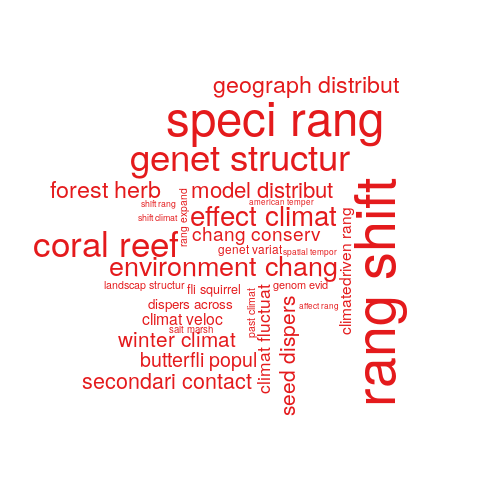 geograph distribut
speci rang
genet structur
forest herb
model distribut
shift rang
american temper
shift climat
rang expand
effect climat
rang shift
climatedriven rang
chang conserv
coral reef
genet variat
spatial tempor
environment chang
landscap structur
fli squirrel
genom evid
dispers across
past climat
climat fluctuat
seed dispers
affect rang
climat veloc
salt marsh
winter climat
butterfli popul
secondari contact